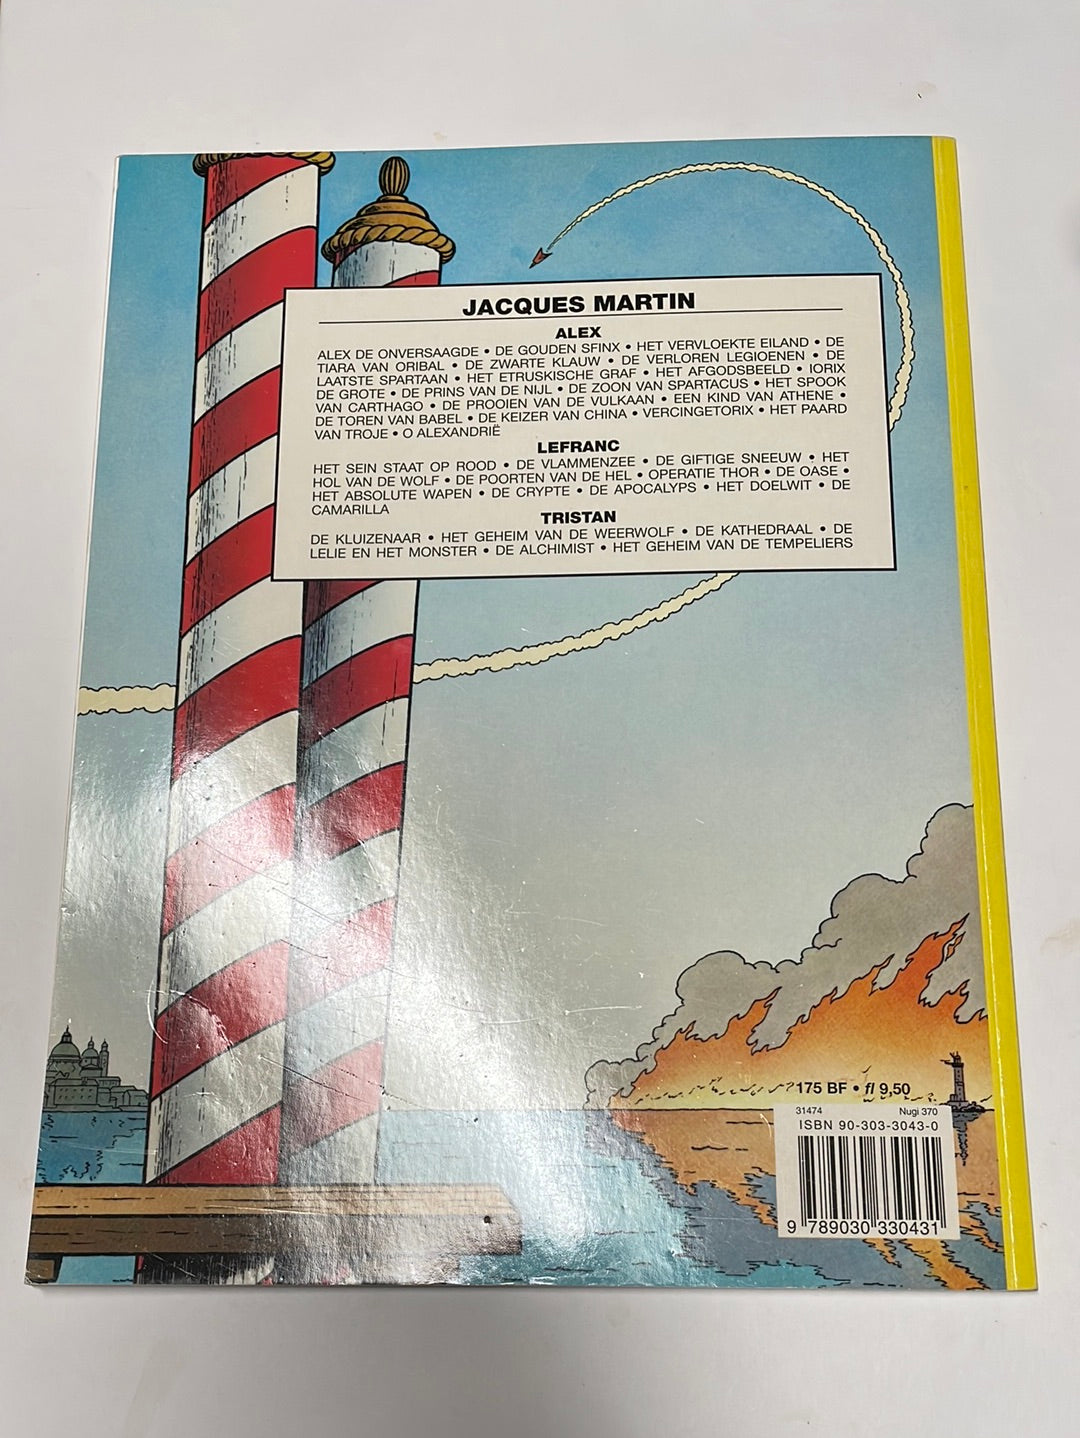 JACQUES MARTIN
ALEX
ALEX DE ONVERSAAGDE • DE GOUDEN SFINX • HET VERVLOEKTE EILAND • DE
TIARA VAN ORIBAL • DE ZWARTE KLAUW • DE VERLOREN LEGIOENEN • DE
LAATSTE SPARTAAN • HET ETRUSKISCHE GRAF • HET AFGODSBEELD • IORIX
DE GROTE • DE PRINS VAN DE NIJL • DE ZOON VAN SPARTACUS • HET SPOOK
VAN CARTHAGO • DE PROOIEN VAN DE VULKAAN • EEN KIND VAN ATHENE •
DE TOREN VAN BABEL • DE KEIZER VAN CHINA • VERCINGETORIX • HET PAARD
VAN TROJE • O ALEXANDRIË
LEFRANC
HET SEIN STAAT OP ROOD • DE VLAMMENZEE • DE GIFTIGE SNEEUW • HET
HOL VAN DE WOLF • DE POORTEN VAN DE HEL • OPERATIE THOR • DE OASE •
HET ABSOLUTE WAPEN • DE CRYPTE • DE APOCALYPS • HET DOELWIT • DE
CAMARILLA
TRISTAN
DE KLUIZENAAR • HET GEHEIM VAN DE WEERWOLF • DE KATHEDRAAL • DE
LELIE EN HET MONSTER • DE ALCHIMIST • HET GEHEIM VAN DE TEMPELIERS
175 BF • fl 9,50
31474 Nugi 370
ISBN 90-303-3043-0
9 789030 330431